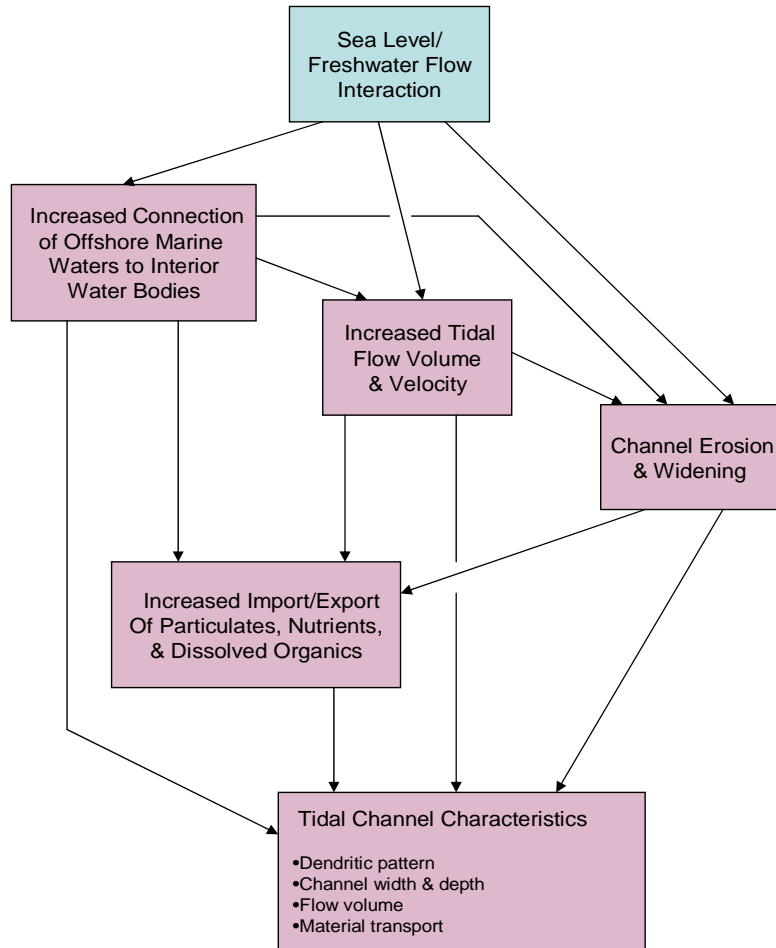 Sea Level/
Freshwater Flow
Interaction
Increased Connection
of Offshore Marine
Waters to Interior
Water Bodies
Increased Tidal
Flow Volume
& Velocity
Channel Erosion
& Widening
Increased Import/Export
Of Particulates, Nutrients,
& Dissolved Organics
Tidal Channel Characteristics
•Dendritic pattern
•Channel width & depth
•Flow volume
•Material transport